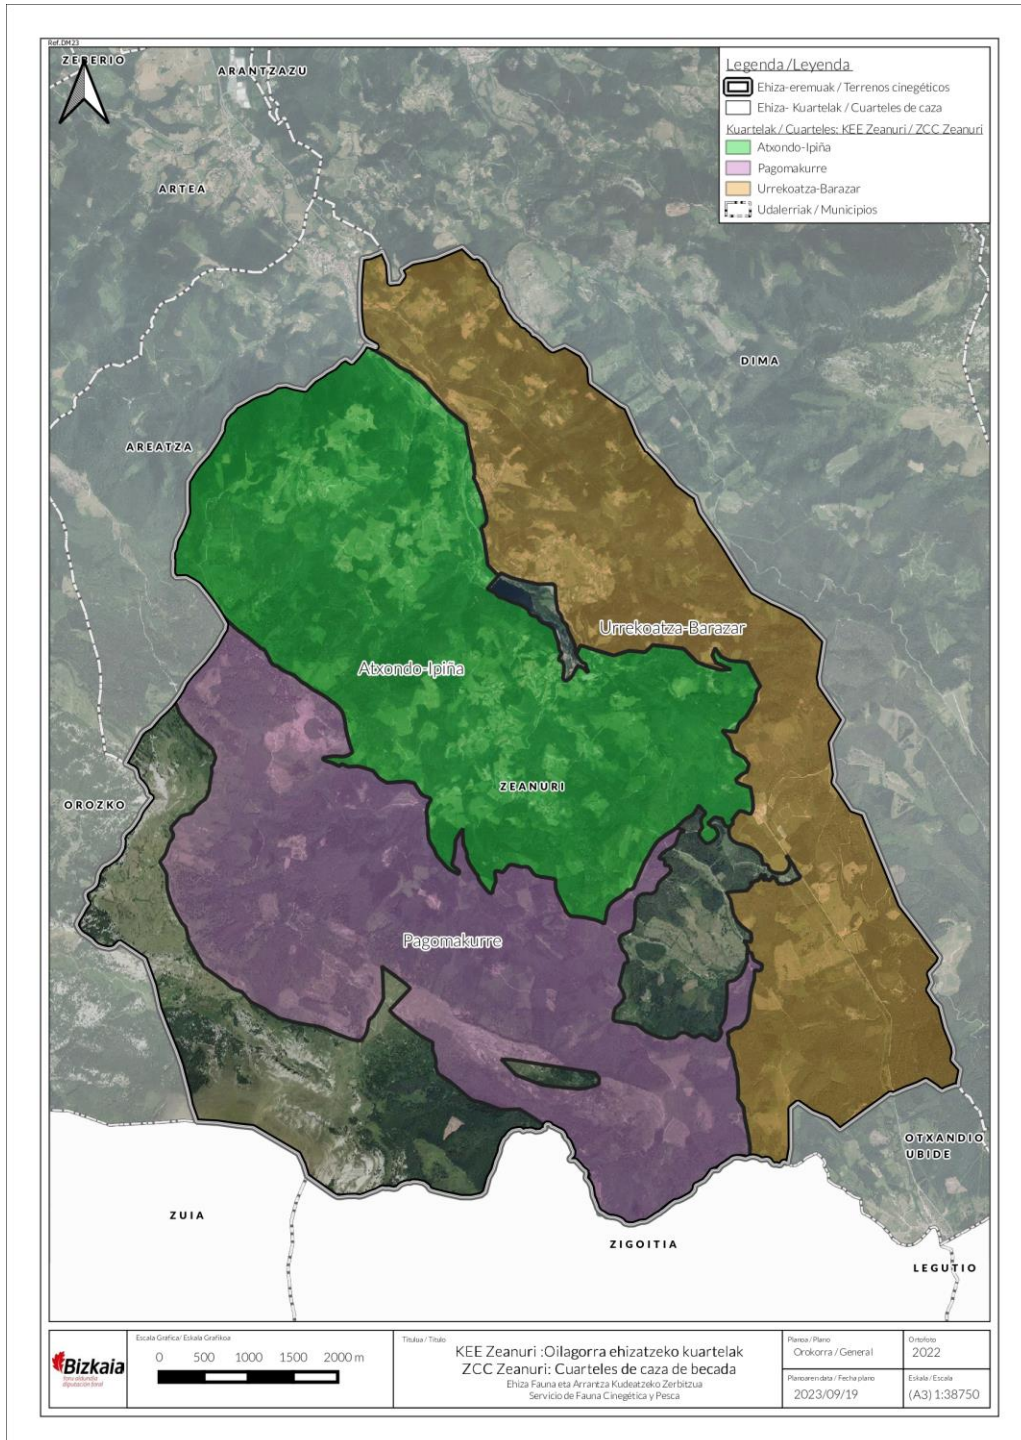 Ref.DM23
ZEBERIO
ARANTZAZU
ARTEA
AREATZA
DIMA
OROZKO
ZEANURI
OTXANDIO
UBIDE
ZUIA
ZIGOITIA
LEGUTIO
Legenda /Leyenda
Ehiza-eremuak / Terrenos cinegéticos
Ehiza- Kuartelak / Cuarteles de caza
Kuartelak / Cuarteles: KEE Zeanuri / ZCC Zeanuri
Atxondo-Ipiña
Pagomakurre
Urrekoatza-Barazar
Udalerriak / Municipios
Urrekoatza-Barazar
Atxondo-Ipiña
Pagomakurre
Bizkaia
foru aldundia
diputación foral
Escala Grafica / Eskala Grafikoa
0 500 1000 1500 2000 m
Titulua / Título
KEE Zeanuri :Oilagorra ehizatzeko kuartelak
ZCC Zeanuri: Cuarteles de caza de becada
Ehiza Fauna eta Arrantza Kudeatzeko Zerbitzua
Servicio de Fauna Cinegética y Pesca
Planoa / Plano
Orokorra / General
Ortofoto
2022
Planoaren data / Fecha plano
2023/09/19
Eskala / Escala
(A3) 1:38750